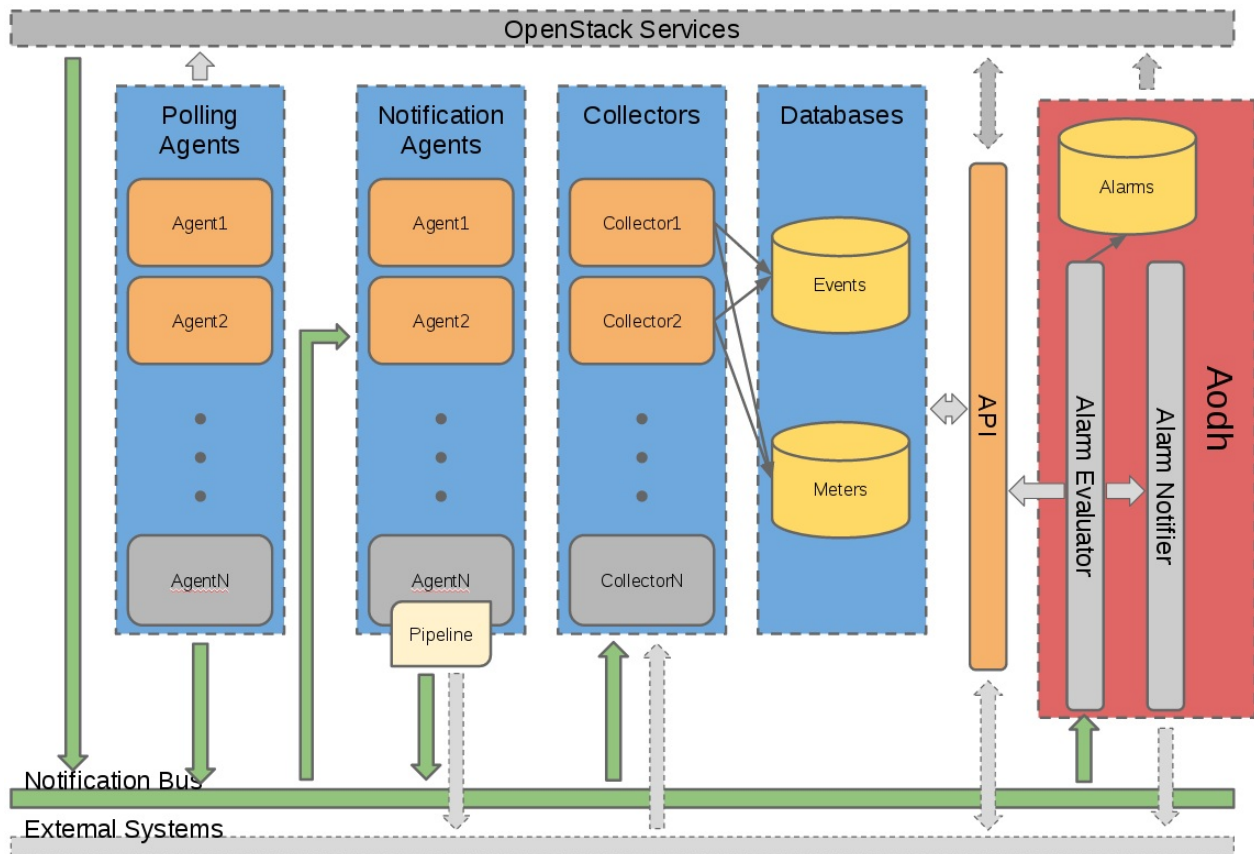 OpenStack Services
Polling
Agents
Agent1
Agent2
AgentN
Notification
Agents
Agent1
Agent2
AgentN
Pipeline
Collectors
Collector1
Collector2
CollectorN
Databases
Events
Meters
API
Alarms
Alarm Evaluator
Alarm Notifier
Aodh
Notification Bus
External Systems